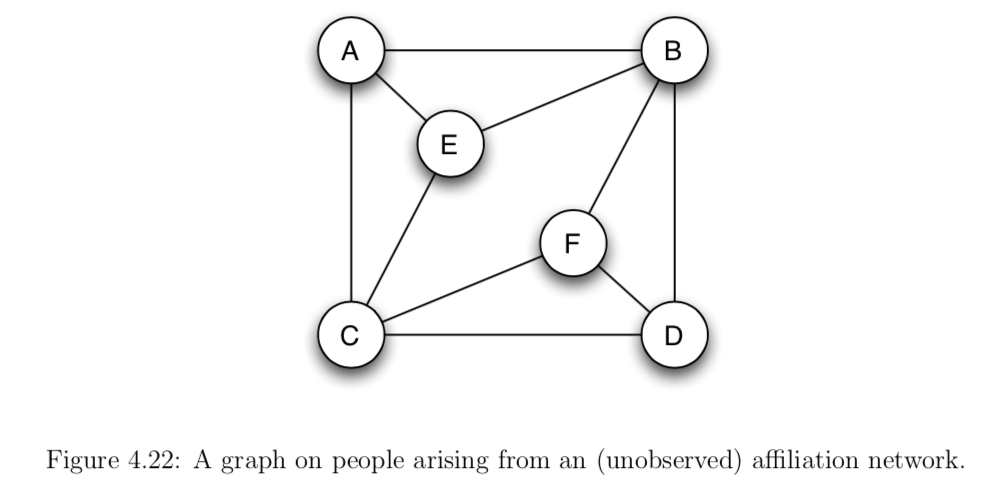 A
B
E
F
C
D
Figure 4.22: A graph on people arising from an (unobserved) affiliation network.